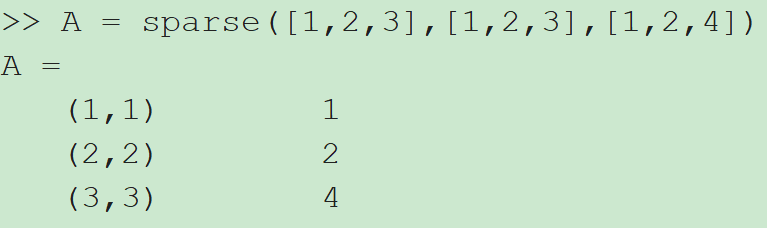 >> A = sparse([1,2,3],[1,2,3],[1,2,4])
A =
(1,1) 1
(2,2) 2
(3,3) 4